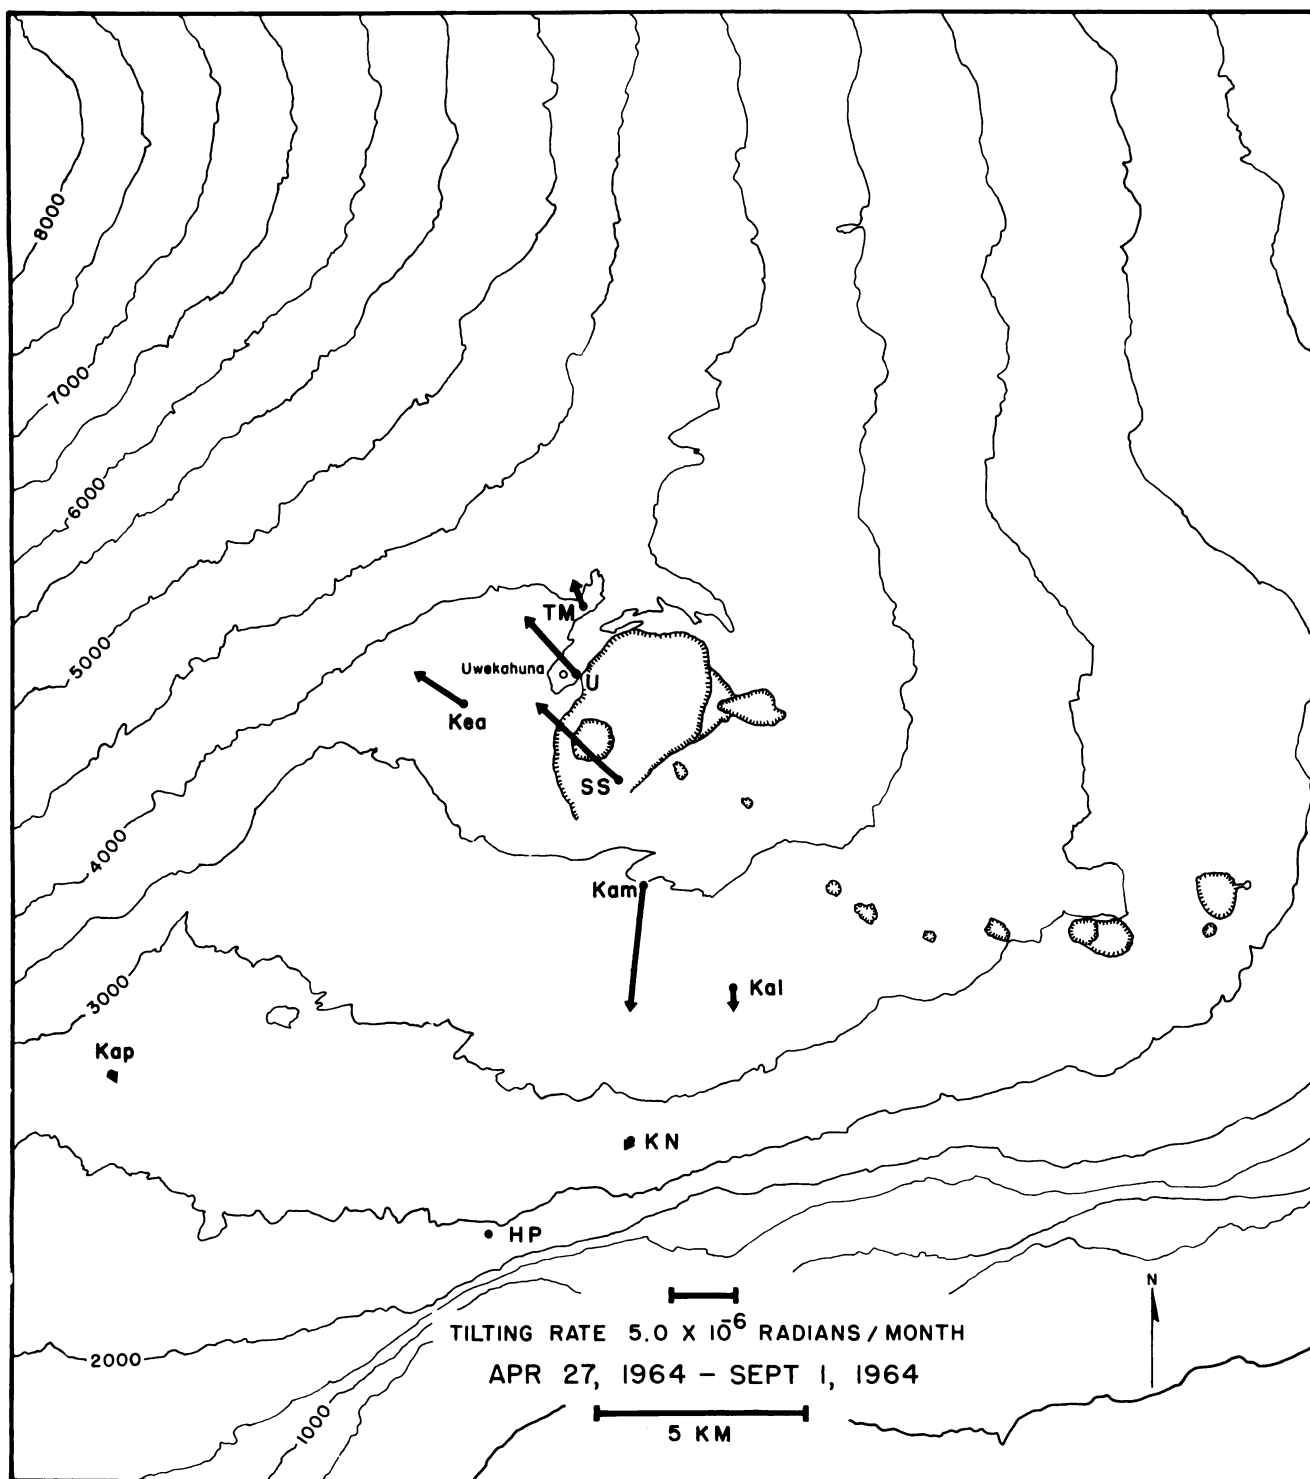 8000
7000
6000
5000
4000
3000
2000
1000
TM
Uwekahuna
U
Kea
SS
Kam
Kal
Kap
KN
HP
N
TILTING RATE 5.0 X 10⁻⁶ RADIANS / MONTH
APR 27, 1964 – SEPT 1, 1964
5 KM